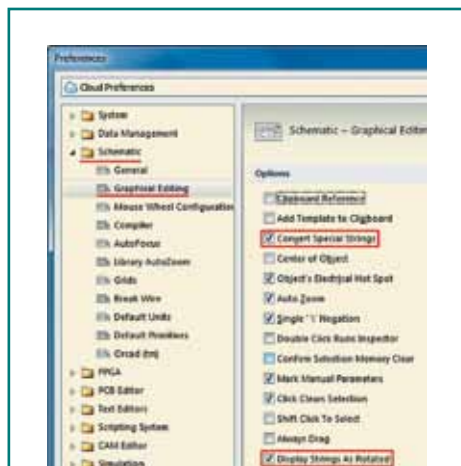 Preferences
Cloud Preferences
System
Data Management
Schematic
General
Graphical Editing
Mouse Wheel Configuration
Compiler
AutoFocus
Library AutoZoom
Grids
Break Wire
Default Units
Default Primitives
Orcad (tm)
FPGA
PCB Editor
Text Editors
Scripting System
CAM Editor
Simulation
Schematic – Graphical Editing
Options
Clipboard Reference
Add Template to Clipboard
Convert Special Strings
Center of Object
Object's Electrical Hot Spot
Auto Zoom
Single '\' Negation
Double Click Runs Inspector
Confirm Selection Memory Clear
Mark Manual Parameters
Click Clears Selection
Shift Click To Select
Always Drag
Display Strings As Rotated